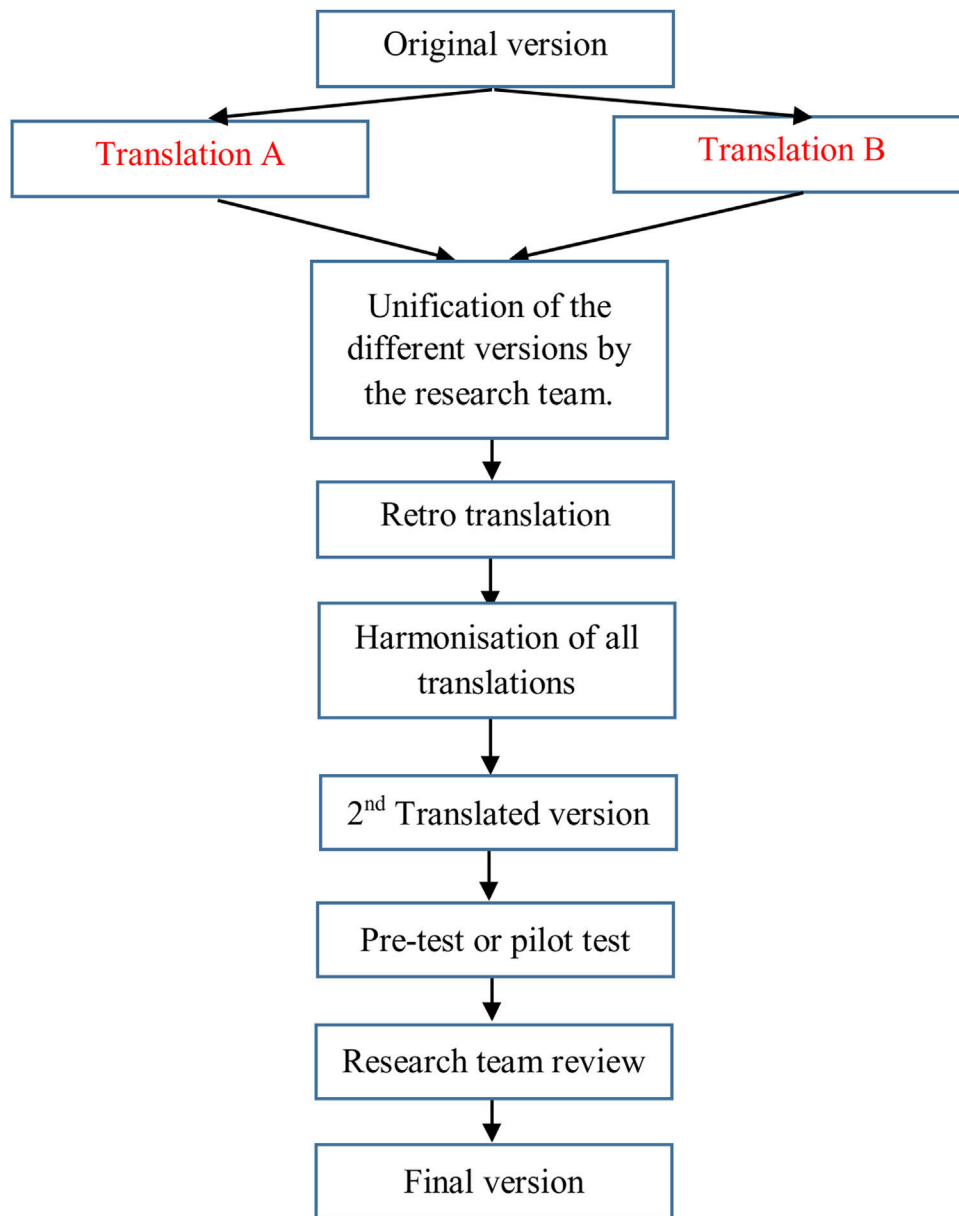 Original version
Translation A
Translation B
Unification of the
different versions by
the research team.
Retro translation
Harmonisation of all
translations
2nd Translated version
Pre-test or pilot test
Research team review
Final version